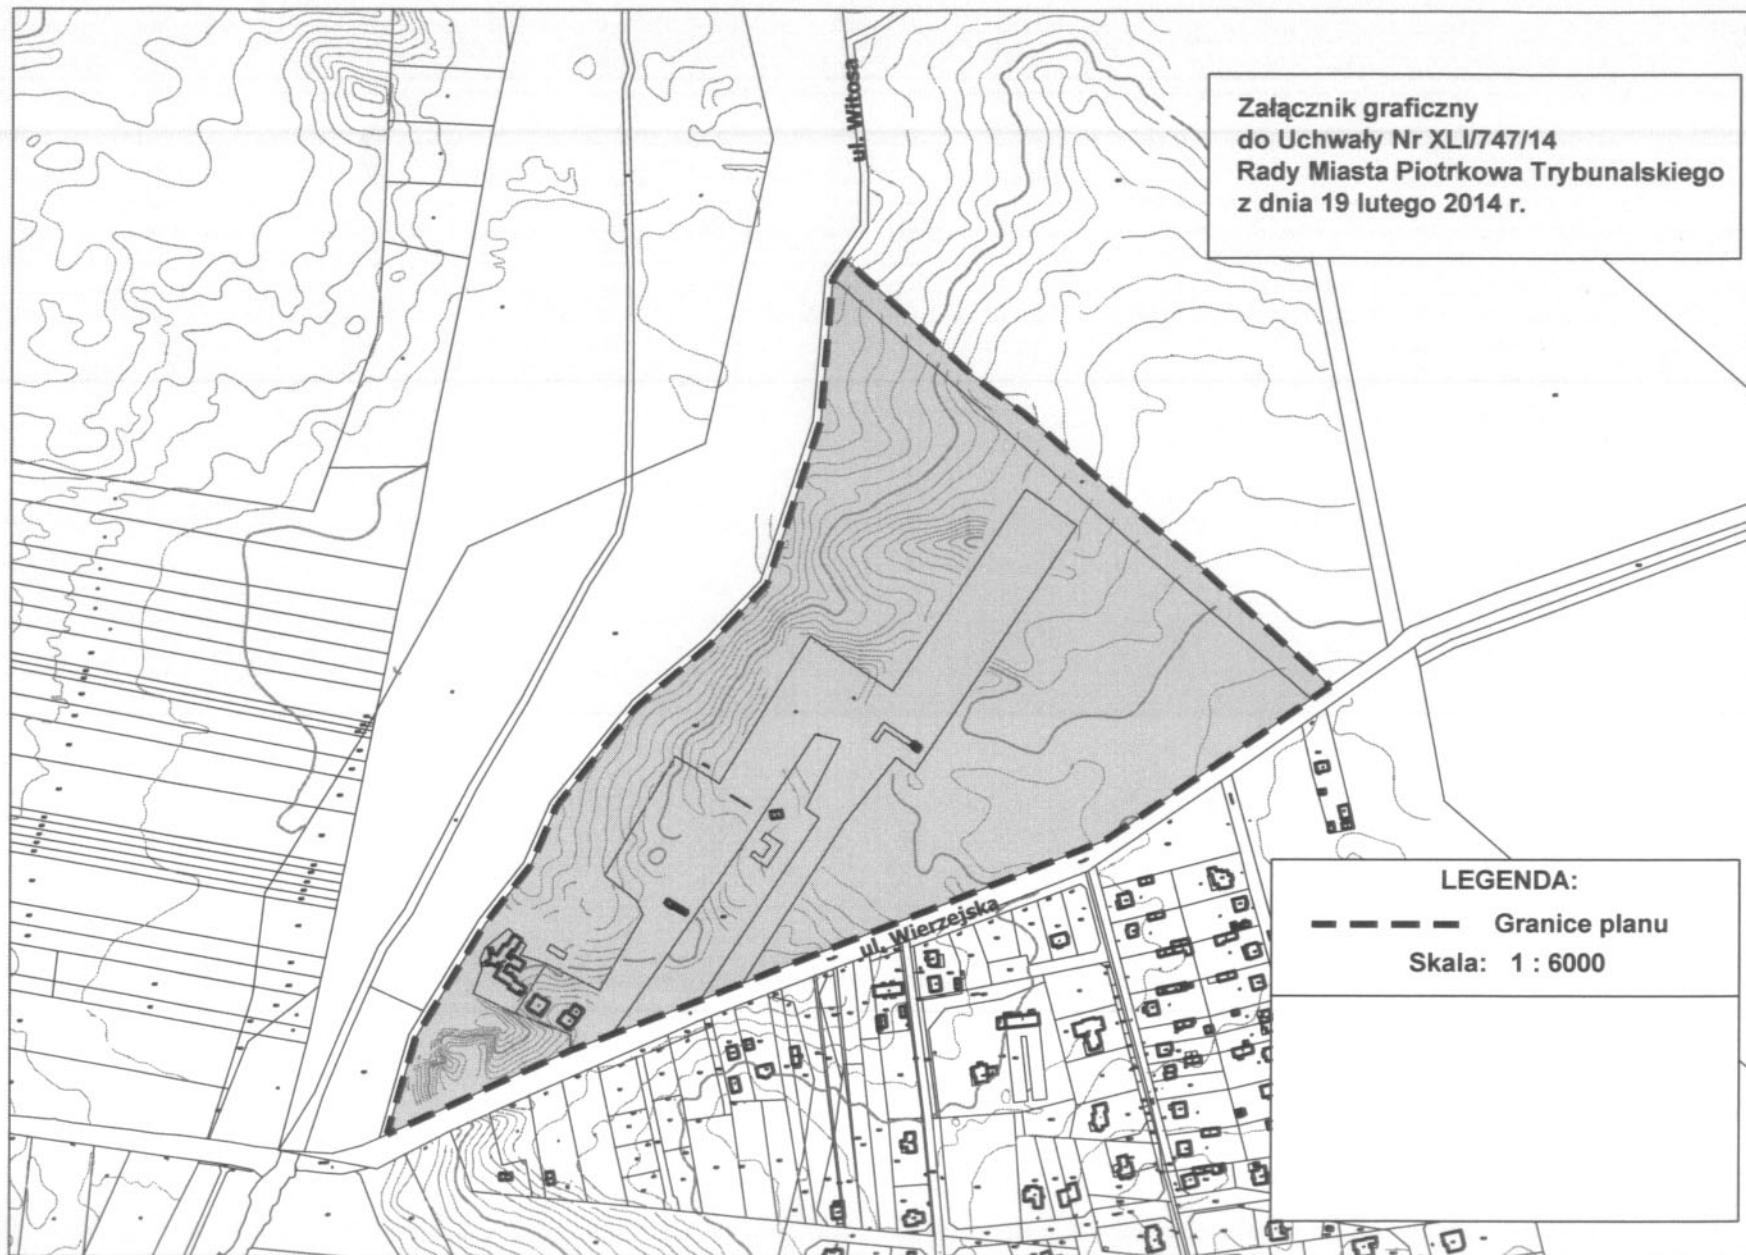 ul. Witosa
Załącznik graficzny
do Uchwały Nr XLI/747/14
Rady Miasta Piotrkowa Trybunalskiego
z dnia 19 lutego 2014 r.
ul. Wierzejska
LEGENDA:
Granice planu
Skala: 1 : 6000